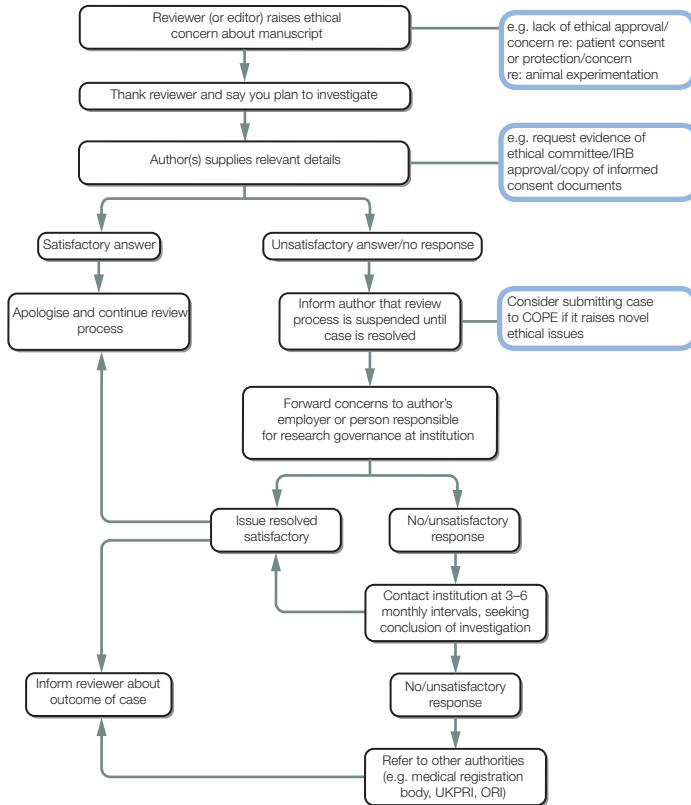 Reviewer (or editor) raises ethical
concern about manuscript
e.g. lack of ethical approval/
concern re: patient consent
or protection/concern
re: animal experimentation
Thank reviewer and say you plan to investigate
Author(s) supplies relevant details
e.g. request evidence of
ethical committee/IRB
approval/copy of informed
consent documents
Satisfactory answer
Unsatisfactory answer/no response
Apologise and continue review
process
Inform author that review
process is suspended until
case is resolved
Consider submitting case
to COPE if it raises novel
ethical issues
Forward concerns to author's
employer or person responsible
for research governance at institution
Issue resolved
satisfactory
No/unsatisfactory
response
Contact institution at 3–6
monthly intervals, seeking
conclusion of investigation
Inform reviewer about
outcome of case
No/unsatisfactory
response
Refer to other authorities
(e.g. medical registration
body, UKPRI, ORI)